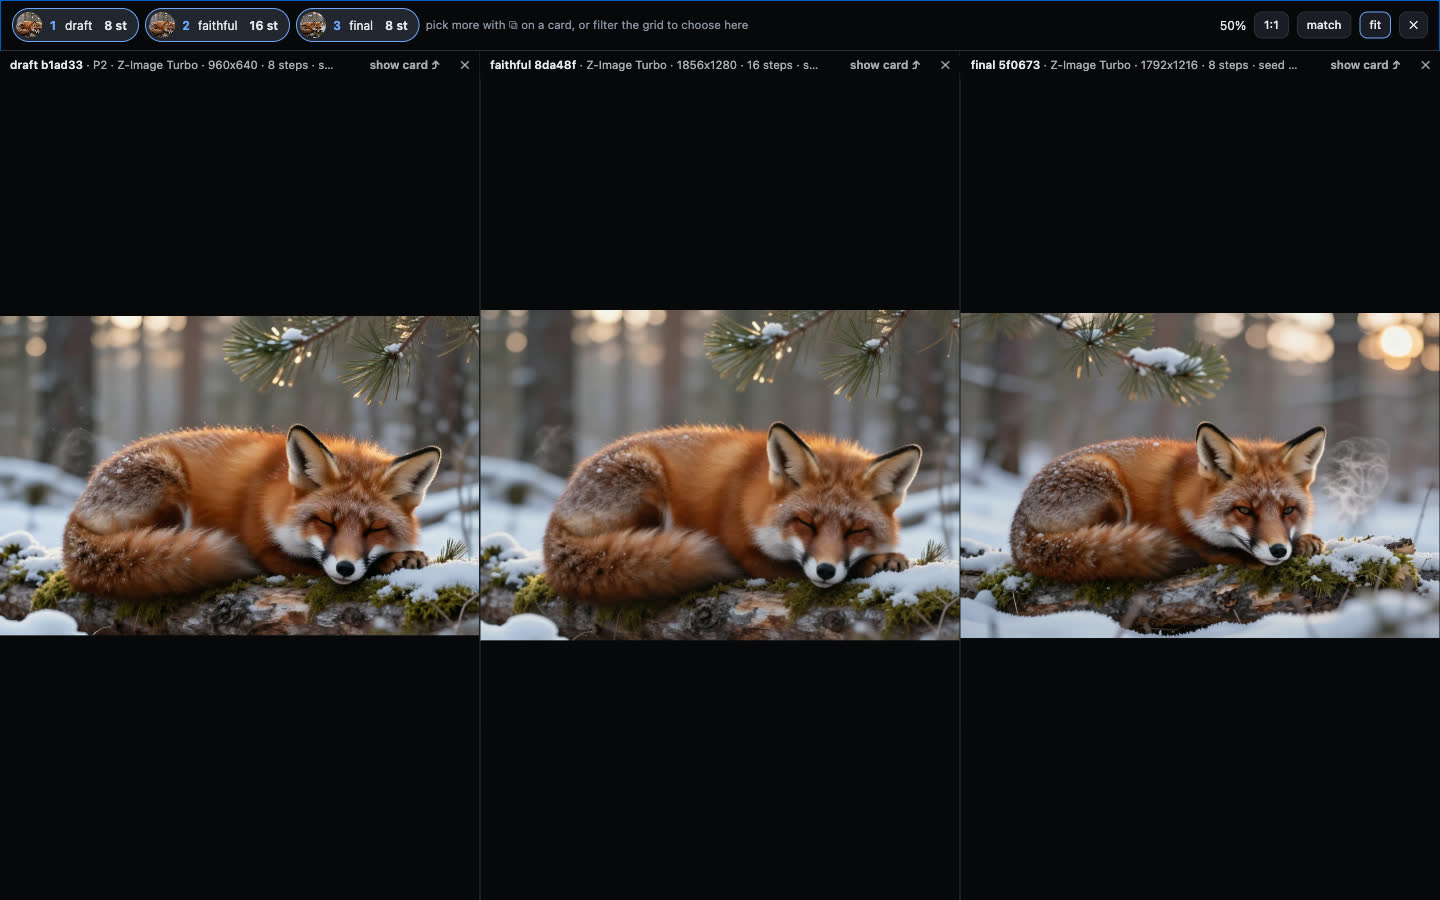 1 draft 8 st 2 faithful 16 st 3 final 8 st pick more with ⧉ on a card, or filter the grid to choose here 50% 1:1 match fit ✕
draft b1ad33 · P2 · Z-Image Turbo · 960x640 · 8 steps · s... show card ⤴ ✕
faithful 8da48f · Z-Image Turbo · 1856x1280 · 16 steps · s... show card ⤴ ✕
final 5f0673 · Z-Image Turbo · 1792x1216 · 8 steps · seed ... show card ⤴ ✕